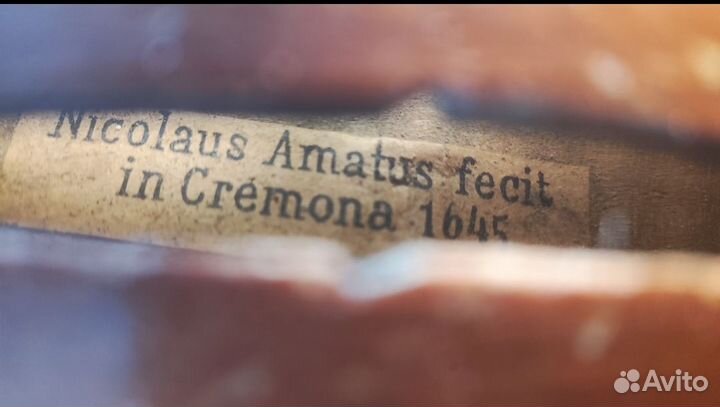 Nicolaus Amatus fecit
in Crémona 1645
Avito